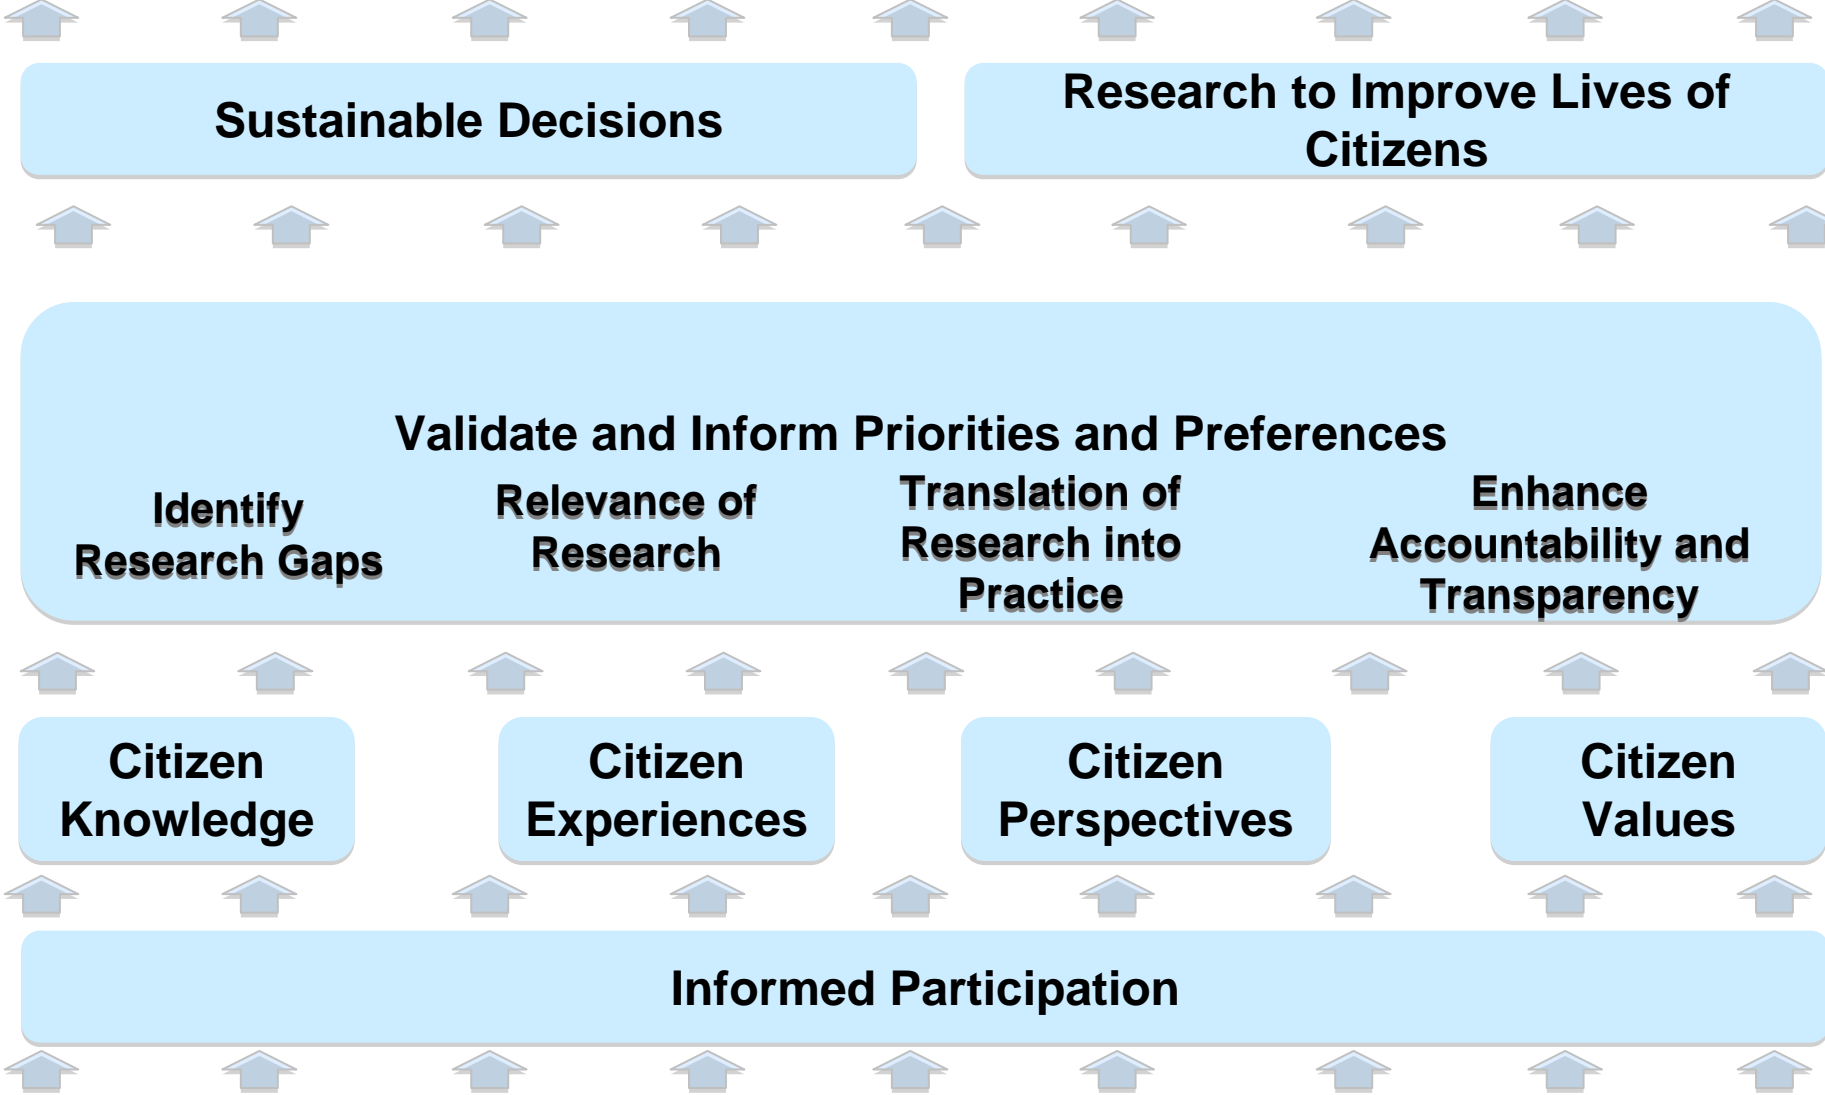 Sustainable Decisions
Research to Improve Lives of
Citizens
Validate and Inform Priorities and Preferences
Identify
Research Gaps
Relevance of
Research
Translation of
Research into
Practice
Enhance
Accountability and
Transparency
Citizen
Knowledge
Citizen
Experiences
Citizen
Perspectives
Citizen
Values
Informed Participation